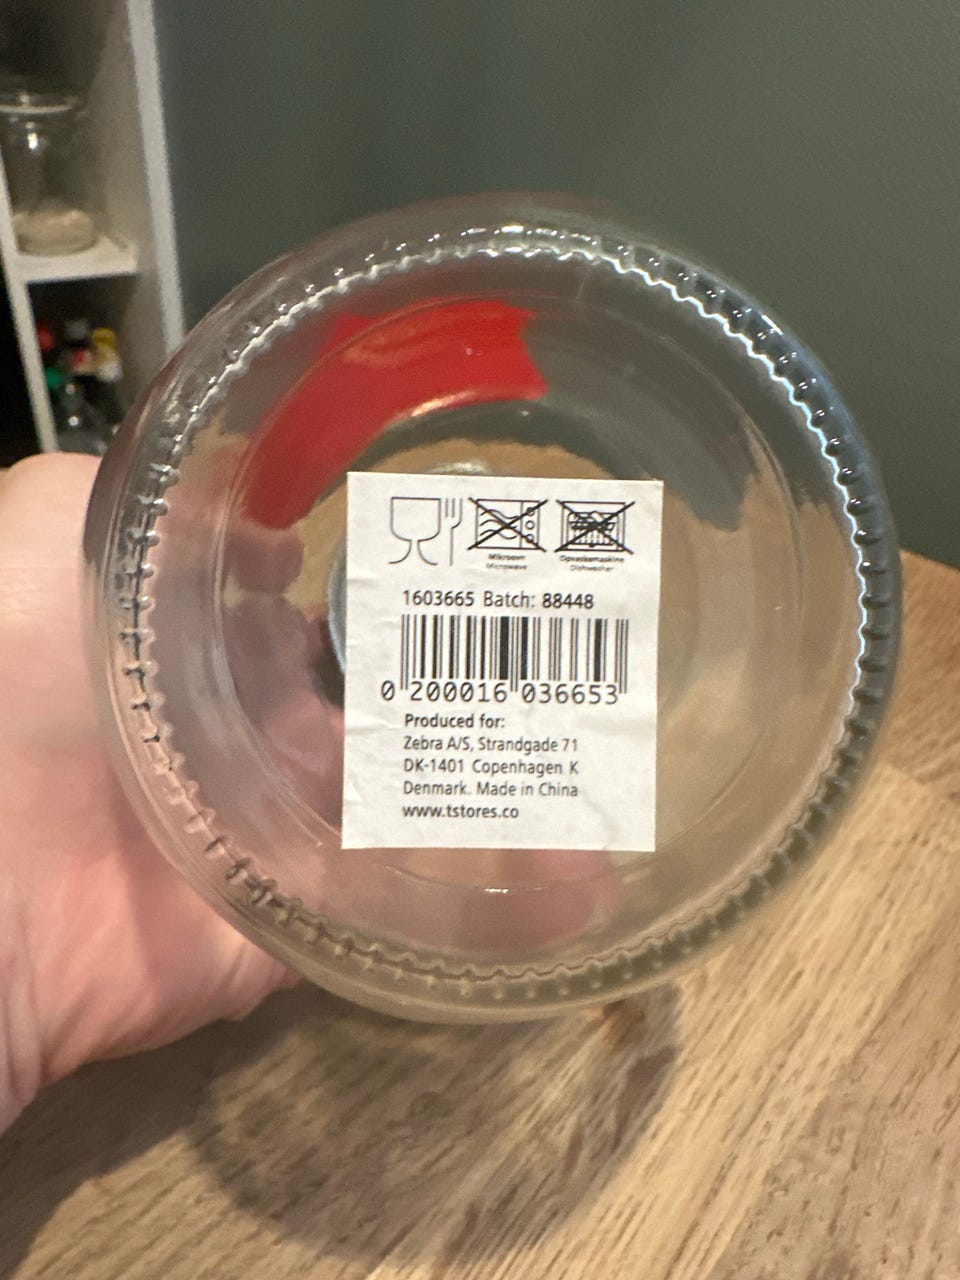 Mikroovn Opvaskemaskine
Microwave Dishwasher
1603665 Batch: 88448
0 200016 036653
Produced for:
Zebra A/S, Strandgade 71
DK-1401 Copenhagen K
Denmark. Made in China
www.tstores.co